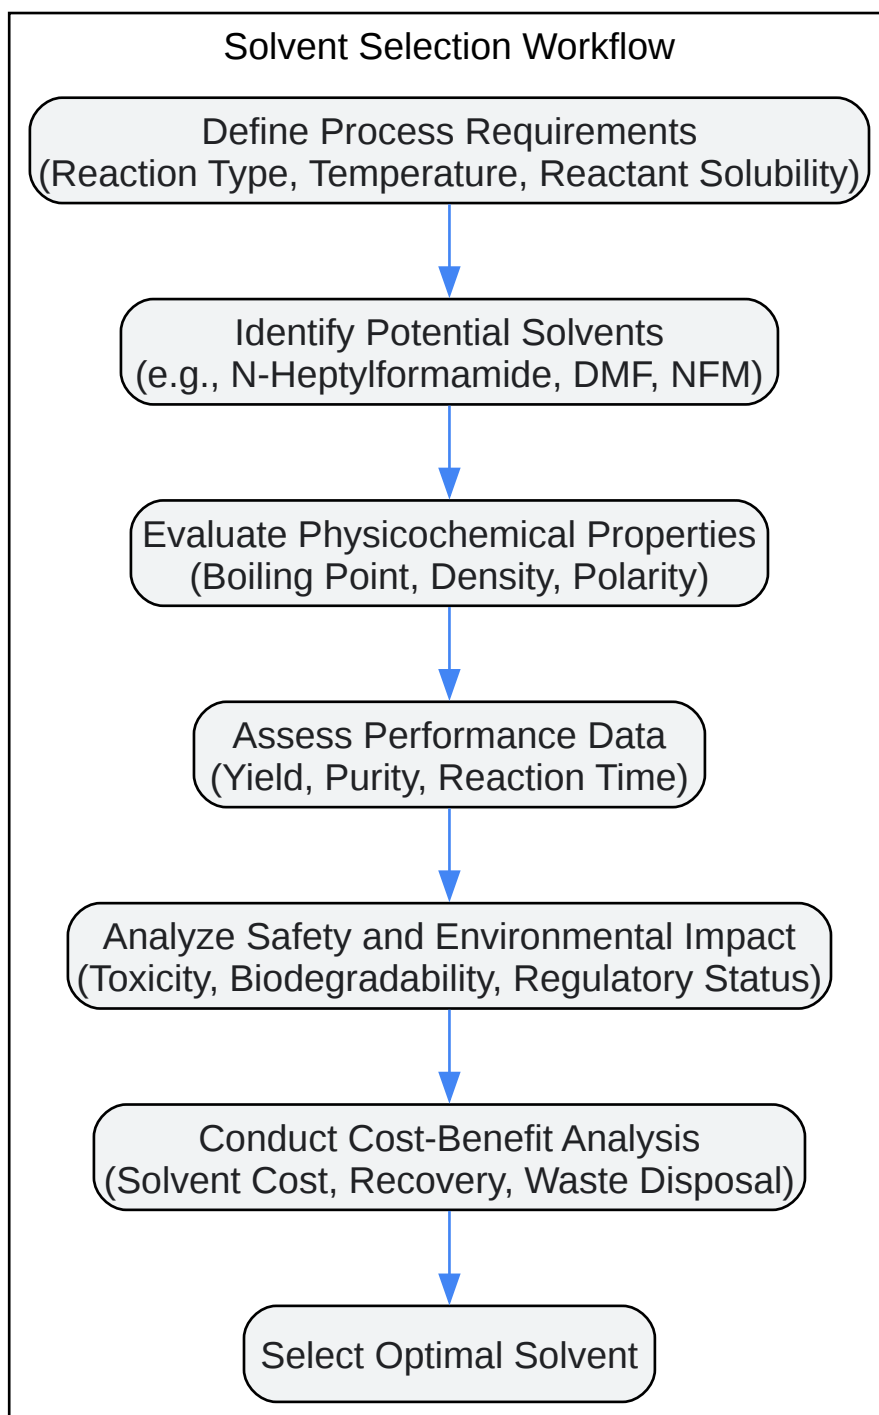 Solvent Selection Workflow
Define Process Requirements
(Reaction Type, Temperature, Reactant Solubility)
Identify Potential Solvents
(e.g., N-Heptylformamide, DMF, NFM)
Evaluate Physicochemical Properties
(Boiling Point, Density, Polarity)
Assess Performance Data
(Yield, Purity, Reaction Time)
Analyze Safety and Environmental Impact
(Toxicity, Biodegradability, Regulatory Status)
Conduct Cost-Benefit Analysis
(Solvent Cost, Recovery, Waste Disposal)
Select Optimal Solvent